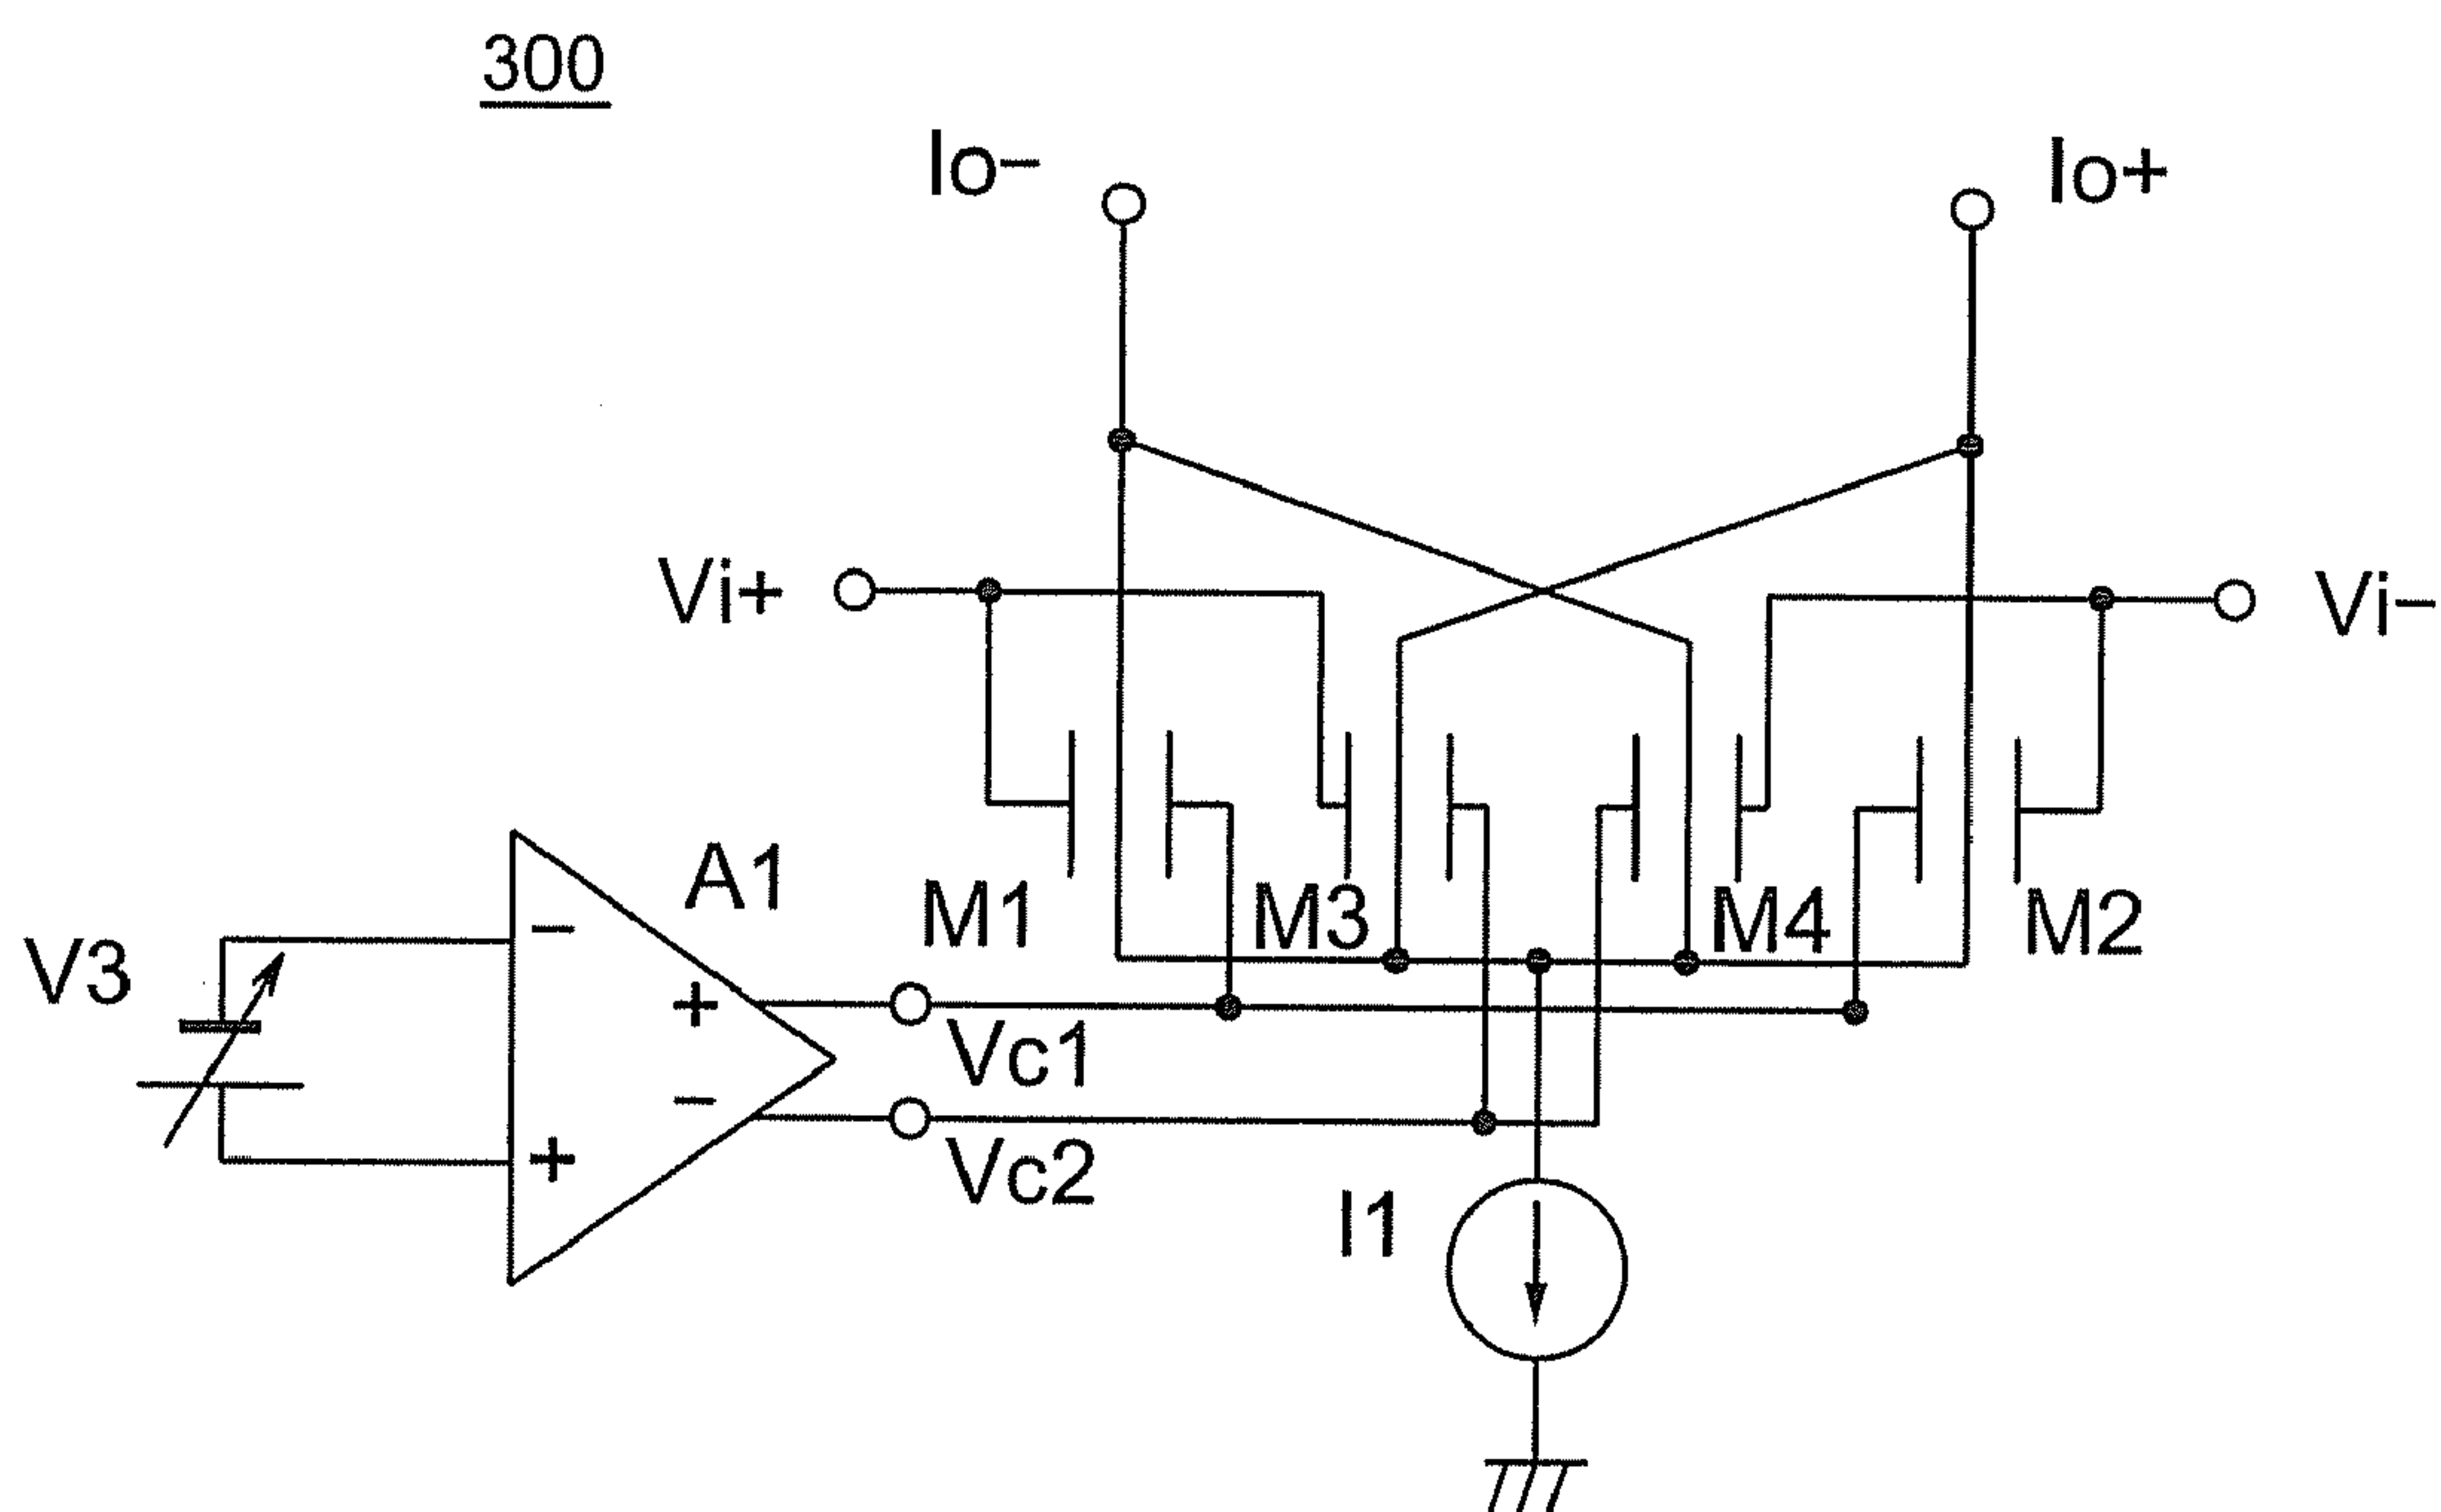 300
Io−
Io+
Vi+
Vi−
A1
M1
M3
M4
M2
V3
−
+
+
−
Vc1
Vc2
I1